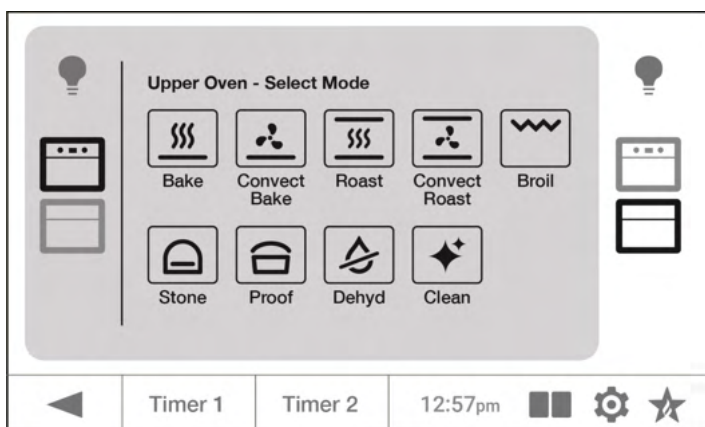 Upper Oven - Select Mode
Bake
Convect
Bake
Roast
Convect
Roast
Broil
Stone
Proof
Dehyd
Clean
Timer 1
Timer 2
12:57pm